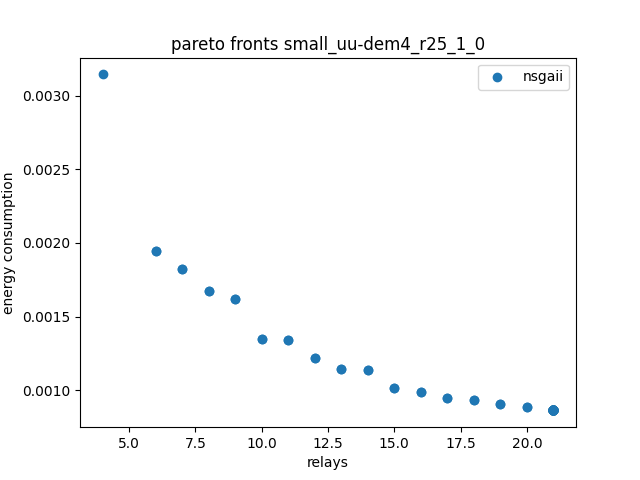 pareto fronts small_uu-dem4_r25_1_0
nsgaii
0.0030
0.0025
0.0020
0.0015
0.0010
energy consumption
5.0 7.5 10.0 12.5 15.0 17.5 20.0
relays